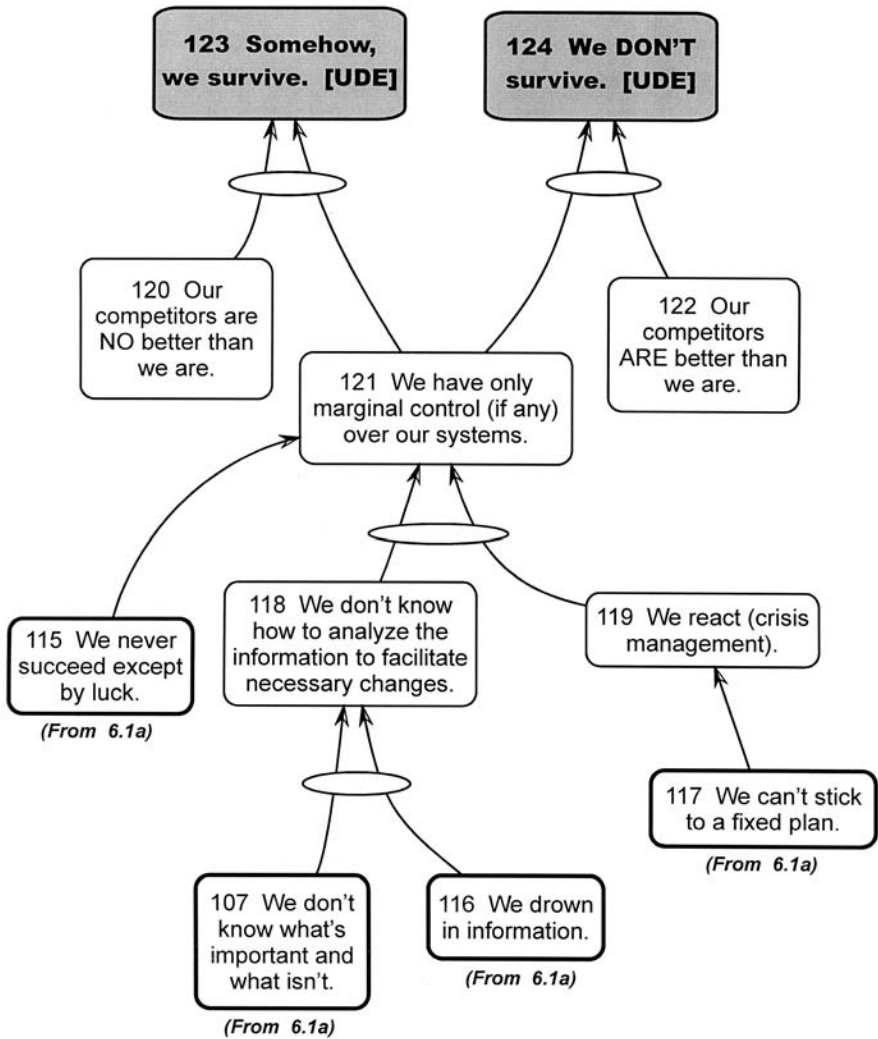 123 Somehow,
we survive. [UDE]
124 We DON'T
survive. [UDE]
120 Our
competitors are
NO better than
we are.
122 Our
competitors
ARE better than
we are.
121 We have only
marginal control (if any)
over our systems.
115 We never
succeed except
by luck.
(From 6.1a)
118 We don't know
how to analyze the
information to facilitate
necessary changes.
119 We react (crisis
management).
117 We can't stick
to a fixed plan.
(From 6.1a)
107 We don't
know what's
important and
what isn't.
(From 6.1a)
116 We drown
in information.
(From 6.1a)